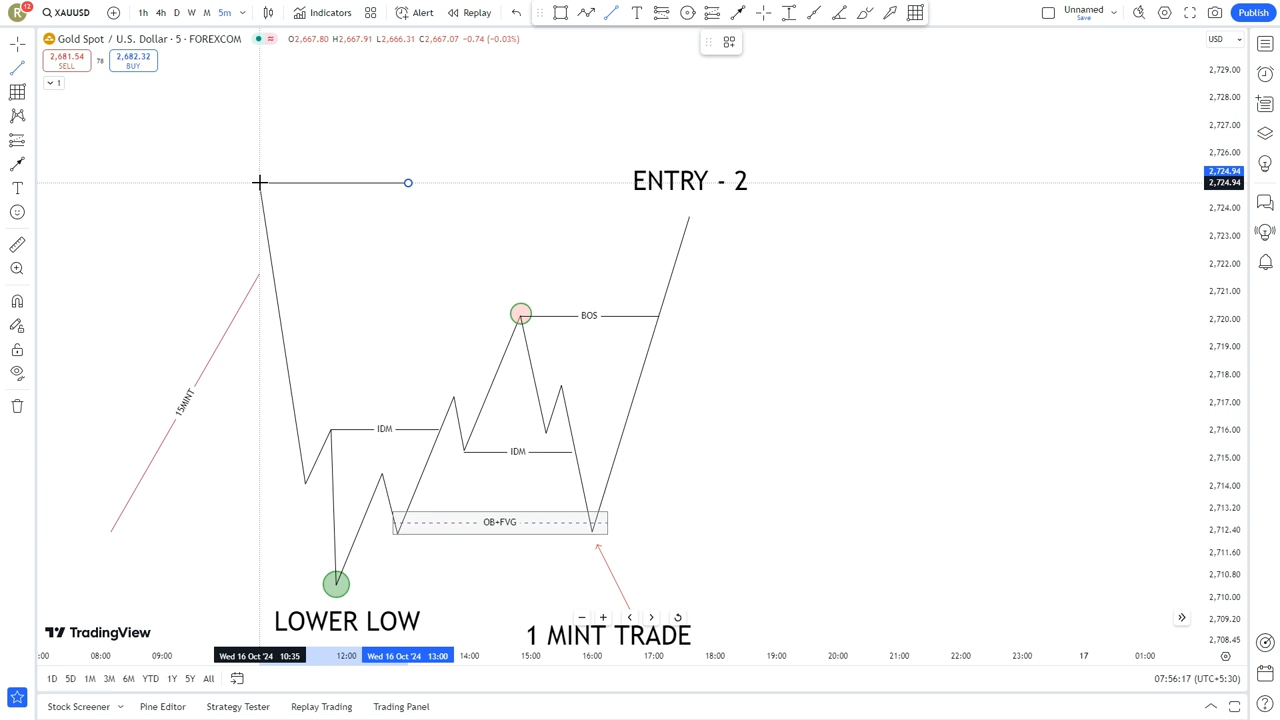 R 12 XAUUSD 1h 4h D W M 5m Indicators Alert Replay Unnamed Save Publish
Gold Spot / U.S. Dollar · 5 · FOREXCOM O2,667.80 H2,667.91 L2,666.31 C2,667.07 −0.74 (−0.03%) USD
2,681.54 SELL 78 2,682.32 BUY
1
2,729.00
2,728.00
2,727.00
2,726.00
2,724.94
2,724.94
2,724.00
2,723.00
2,722.00
2,721.00
2,720.00
2,719.00
2,718.00
2,717.00
2,716.00
2,715.00
2,714.00
2,713.20
2,712.40
2,711.60
2,710.80
2,710.00
2,709.20
2,708.45
ENTRY - 2
BOS
15MINT
IDM
IDM
OB+FVG
LOWER LOW
1 MINT TRADE
TradingView
:00 08:00 09:00 Wed 16 Oct '24 10:35 12:00 Wed 16 Oct '24 13:00 14:00 15:00 16:00 17:00 18:00 19:00 20:00 21:00 22:00 23:00 17 01:00
1D 5D 1M 3M 6M YTD 1Y 5Y All 07:56:17 (UTC+5:30)
Stock Screener Pine Editor Strategy Tester Replay Trading Trading Panel